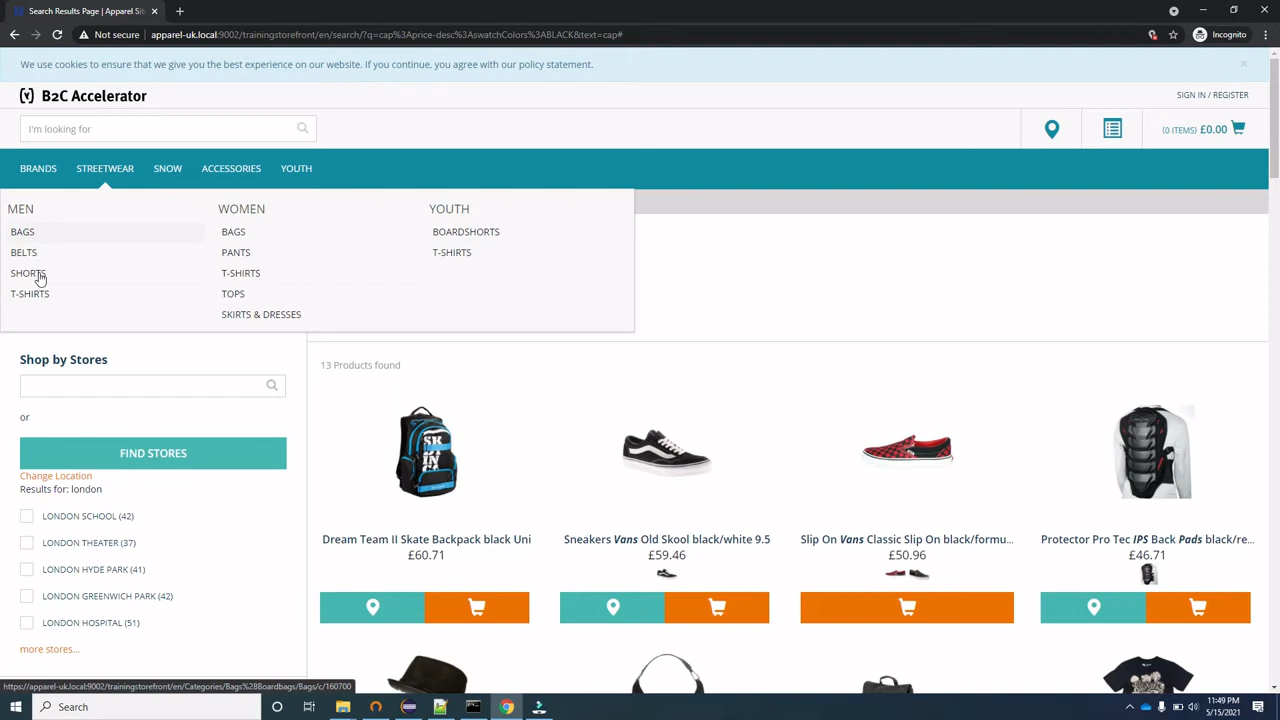 Search Results Page | Apparel S
Not secure
apparel-uk.local:9002/trainingstorefront/en/search/?q=cap%3Aprice-desc%3AswatchColors%3ABLACK&text=cap#
Incognito
We use cookies to ensure that we give you the best experience on our website. If you continue, you agree with our policy statement.
×
(Y) B2C Accelerator
SIGN IN / REGISTER
I'm looking for
(0 ITEMS) £0.00
BRANDS STREETWEAR SNOW ACCESSORIES YOUTH
MEN
BAGS
BELTS
SHORTS
T-SHIRTS
WOMEN
BAGS
PANTS
T-SHIRTS
TOPS
SKIRTS & DRESSES
YOUTH
BOARDSHORTS
T-SHIRTS
Shop by Stores
or
FIND STORES
Change Location
Results for: london
LONDON SCHOOL (42)
LONDON THEATER (37)
LONDON HYDE PARK (41)
LONDON GREENWICH PARK (42)
LONDON HOSPITAL (51)
more stores...
13 Products found
Dream Team II Skate Backpack black Uni
£60.71
Sneakers Vans Old Skool black/white 9.5
£59.46
Slip On Vans Classic Slip On black/formu...
£50.96
Protector Pro Tec IPS Back Pads black/re...
£46.71
https://apparel-uk.local:9002/trainingstorefront/en/Categories/Bags%2BBoardbags/Bags/c/160700
Search
11:49 PM
5/15/2021